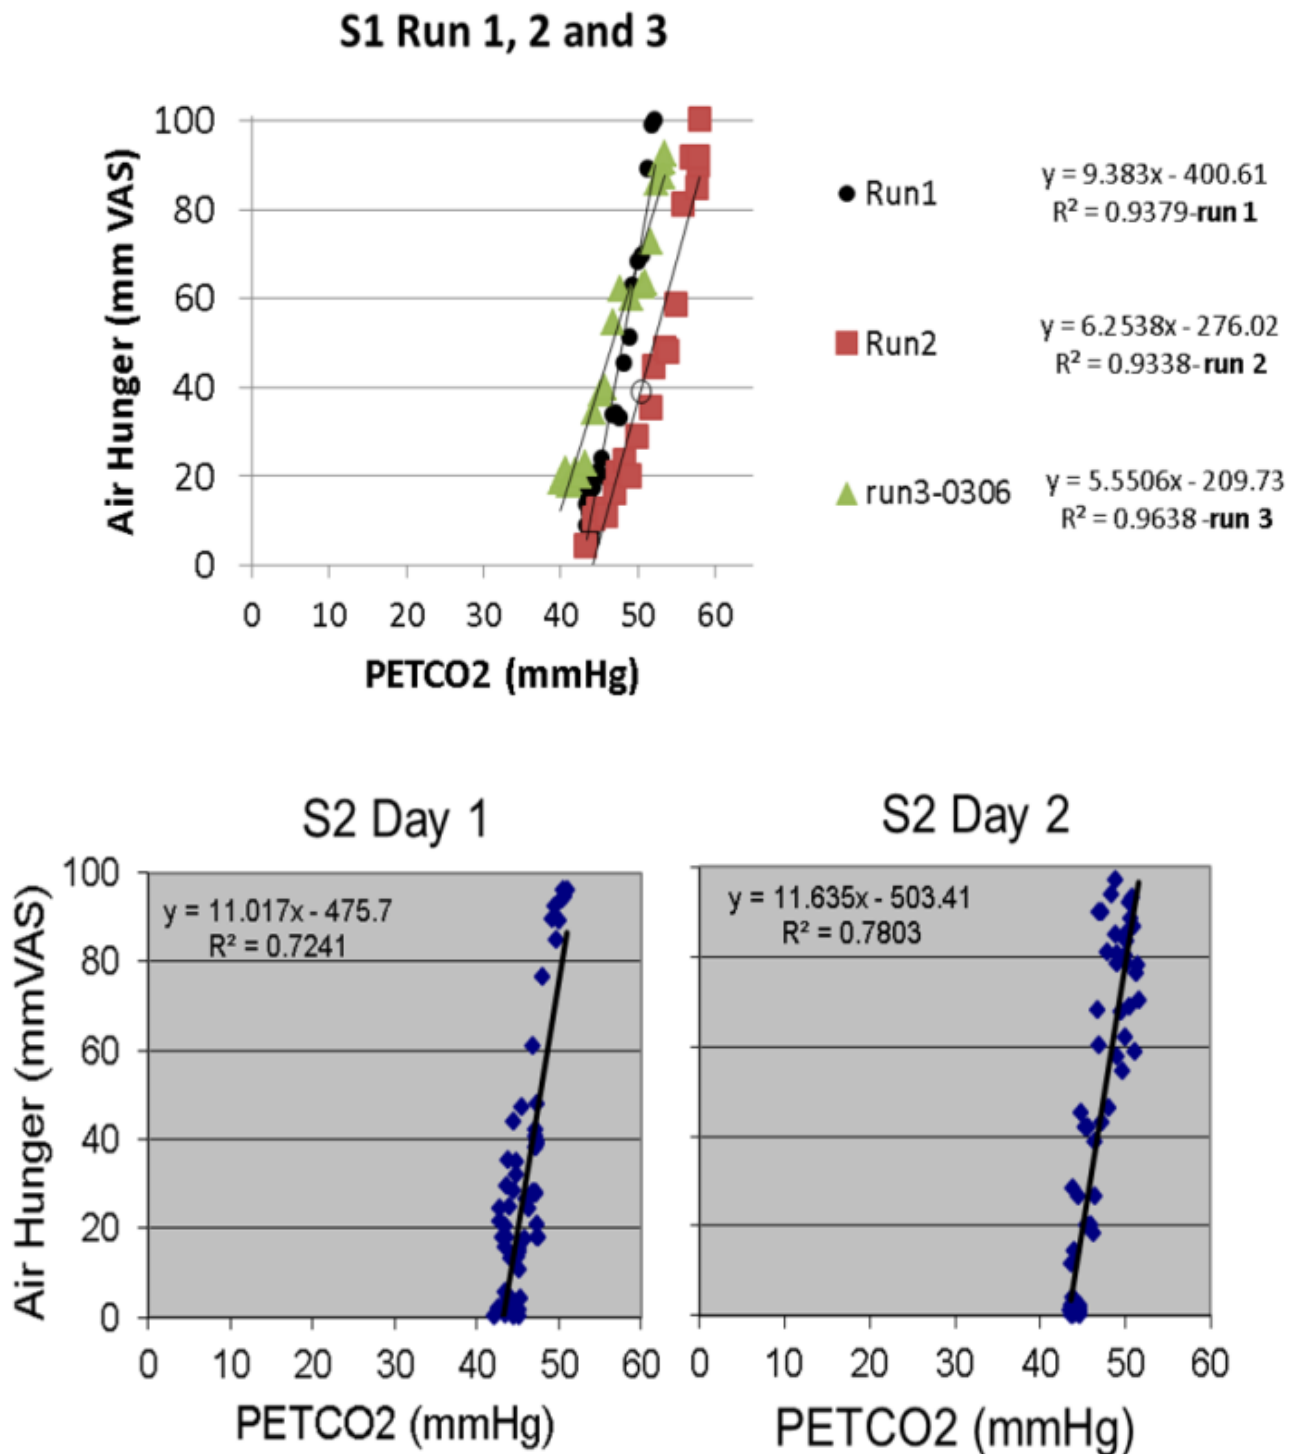 S1 Run 1, 2 and 3
Air Hunger (mm VAS)
100
80
60
40
20
0
0 10 20 30 40 50 60
PETCO2 (mmHg)
Run1
Run2
run3-0306
y = 9.383x - 400.61
R² = 0.9379-run 1
y = 6.2538x - 276.02
R² = 0.9338-run 2
y = 5.5506x - 209.73
R² = 0.9638 -run 3
S2 Day 1
Air Hunger (mmVAS)
100
80
60
40
20
0
y = 11.017x - 475.7
R² = 0.7241
0 10 20 30 40 50 60
PETCO2 (mmHg)
S2 Day 2
y = 11.635x - 503.41
R² = 0.7803
0 10 20 30 40 50 60
PETCO2 (mmHg)